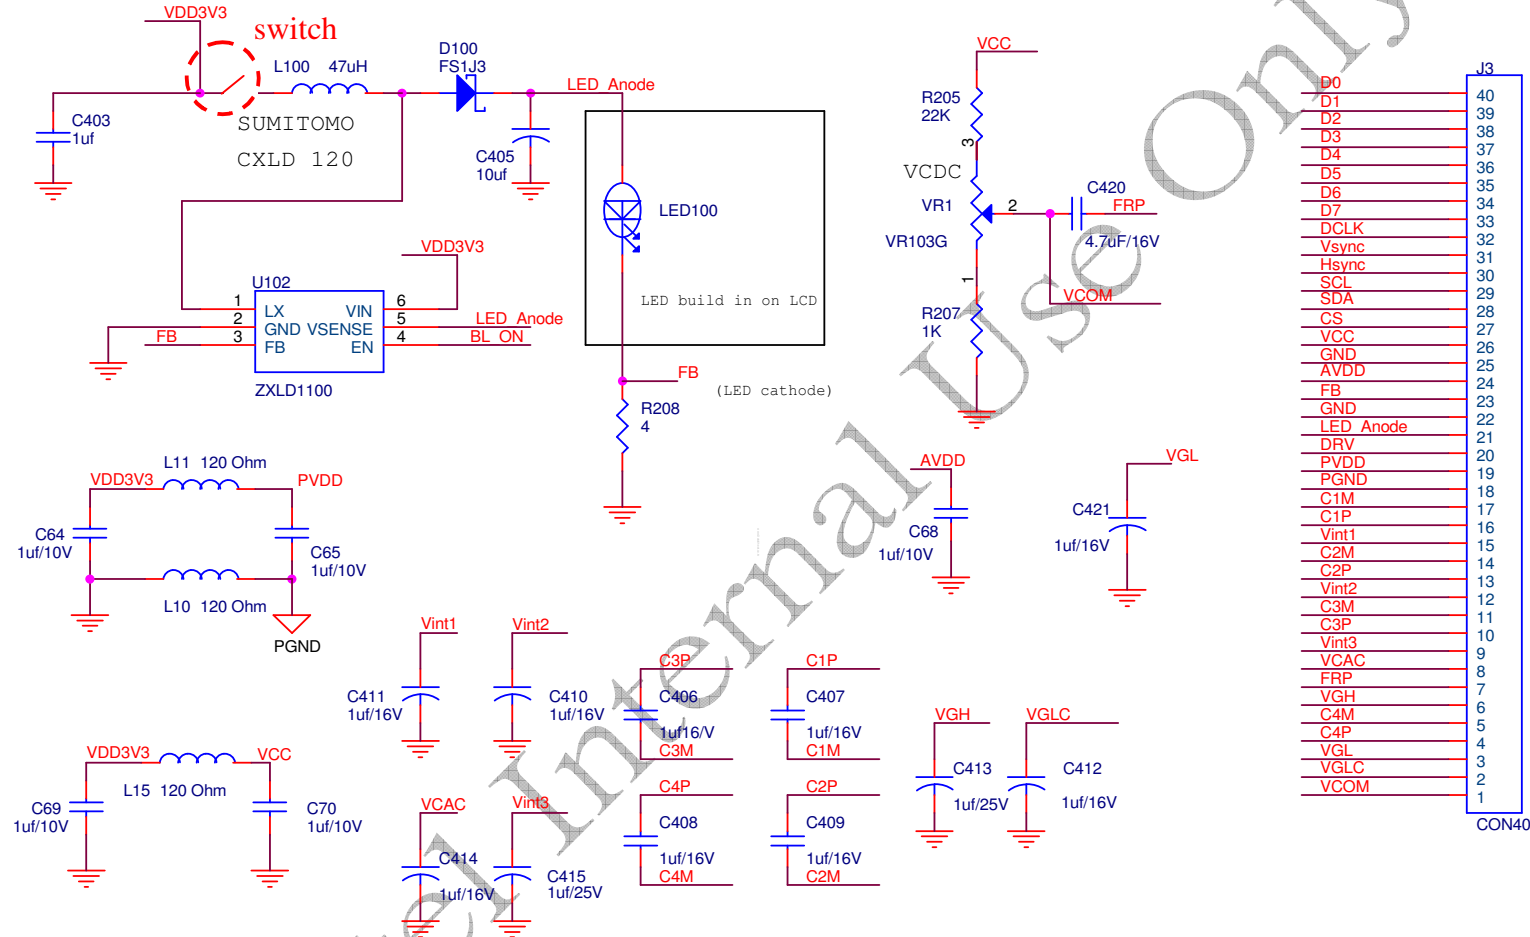 VDD3V3
switch
L100 47uH
C403
1uf
SUMITOMO
CXLD 120
D100
FS1J3
LED_Anode
C405
10uf
LED100
LED build in on LCD
FB
(LED cathode)
R208
4
VDD3V3
U102
1 LX VIN 6
2 GND VSENSE 5 LED_Anode
FB 3 FB EN 4 BL_ON
ZXLD1100
VCC
R205
22K
3
VCDC
VR1
VR103G
2
C420
FRP
4.7uF/16V
VCOM
1
R207
1K
L11 120 Ohm
VDD3V3
PVDD
C64
1uf/10V
C65
1uf/10V
L10 120 Ohm
PGND
AVDD
C68
1uf/10V
VGL
C421
1uf/16V
VDD3V3
VCC
L15 120 Ohm
C69
1uf/10V
C70
1uf/10V
Vint1
C411
1uf/16V
Vint2
C410
1uf/16V
C3P
C406
1uf16/V
C3M
C1P
C407
1uf/16V
C1M
VGH
C413
1uf/25V
VGLC
C412
1uf/16V
VCAC
C414
1uf/16V
Vint3
C415
1uf/25V
C4P
C408
1uf/16V
C4M
C2P
C409
1uf/16V
C2M
J3
D0 40
D1 39
D2 38
D3 37
D4 36
D5 35
D6 34
D7 33
DCLK 32
Vsync 31
Hsync 30
SCL 29
SDA 28
CS 27
VCC 26
GND 25
AVDD 24
FB 23
GND 22
LED_Anode 21
DRV 20
PVDD 19
PGND 18
C1M 17
C1P 16
Vint1 15
C2M 14
C2P 13
Vint2 12
C3M 11
C3P 10
Vint3 9
VCAC 8
FRP 7
VGH 6
C4M 5
C4P 4
VGL 3
VGLC 2
VCOM 1
CON40
Internal Use Only